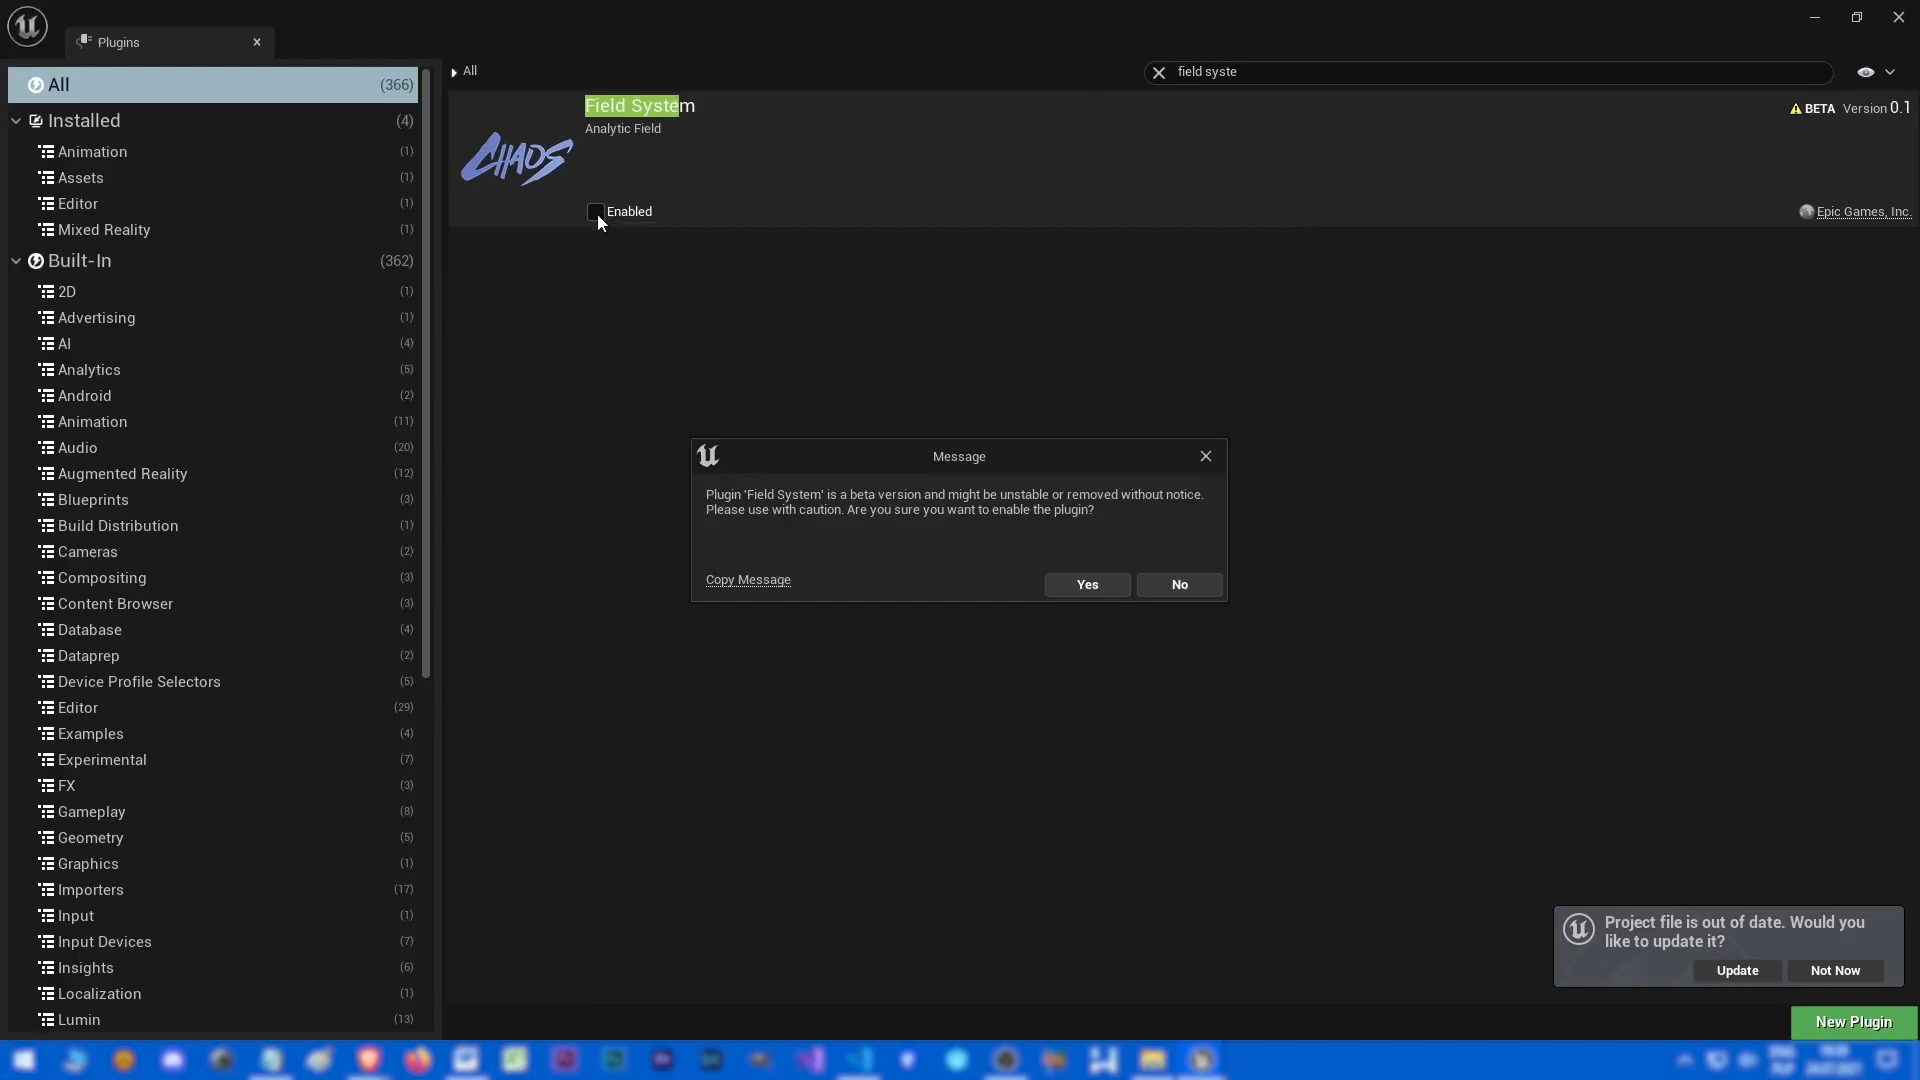 Plugins
All (366)
Installed (4)
Animation (1)
Assets (1)
Editor (1)
Mixed Reality (1)
Built-In (362)
2D (1)
Advertising (1)
AI (4)
Analytics (5)
Android (2)
Animation (11)
Audio (20)
Augmented Reality (12)
Blueprints (3)
Build Distribution (1)
Cameras (2)
Compositing (3)
Content Browser (3)
Database (4)
Dataprep (2)
Device Profile Selectors (5)
Editor (29)
Examples (4)
Experimental (7)
FX (3)
Gameplay (8)
Geometry (5)
Graphics (1)
Importers (17)
Input (1)
Input Devices (7)
Insights (6)
Localization (1)
Lumin (13)
All
field syste
Field System
BETA Version 0.1
Analytic Field
CHAOS
Enabled
Epic Games, Inc.
Message
Plugin 'Field System' is a beta version and might be unstable or removed without notice.
Please use with caution. Are you sure you want to enable the plugin?
Copy Message
Yes
No
Project file is out of date. Would you
like to update it?
Update
Not Now
New Plugin